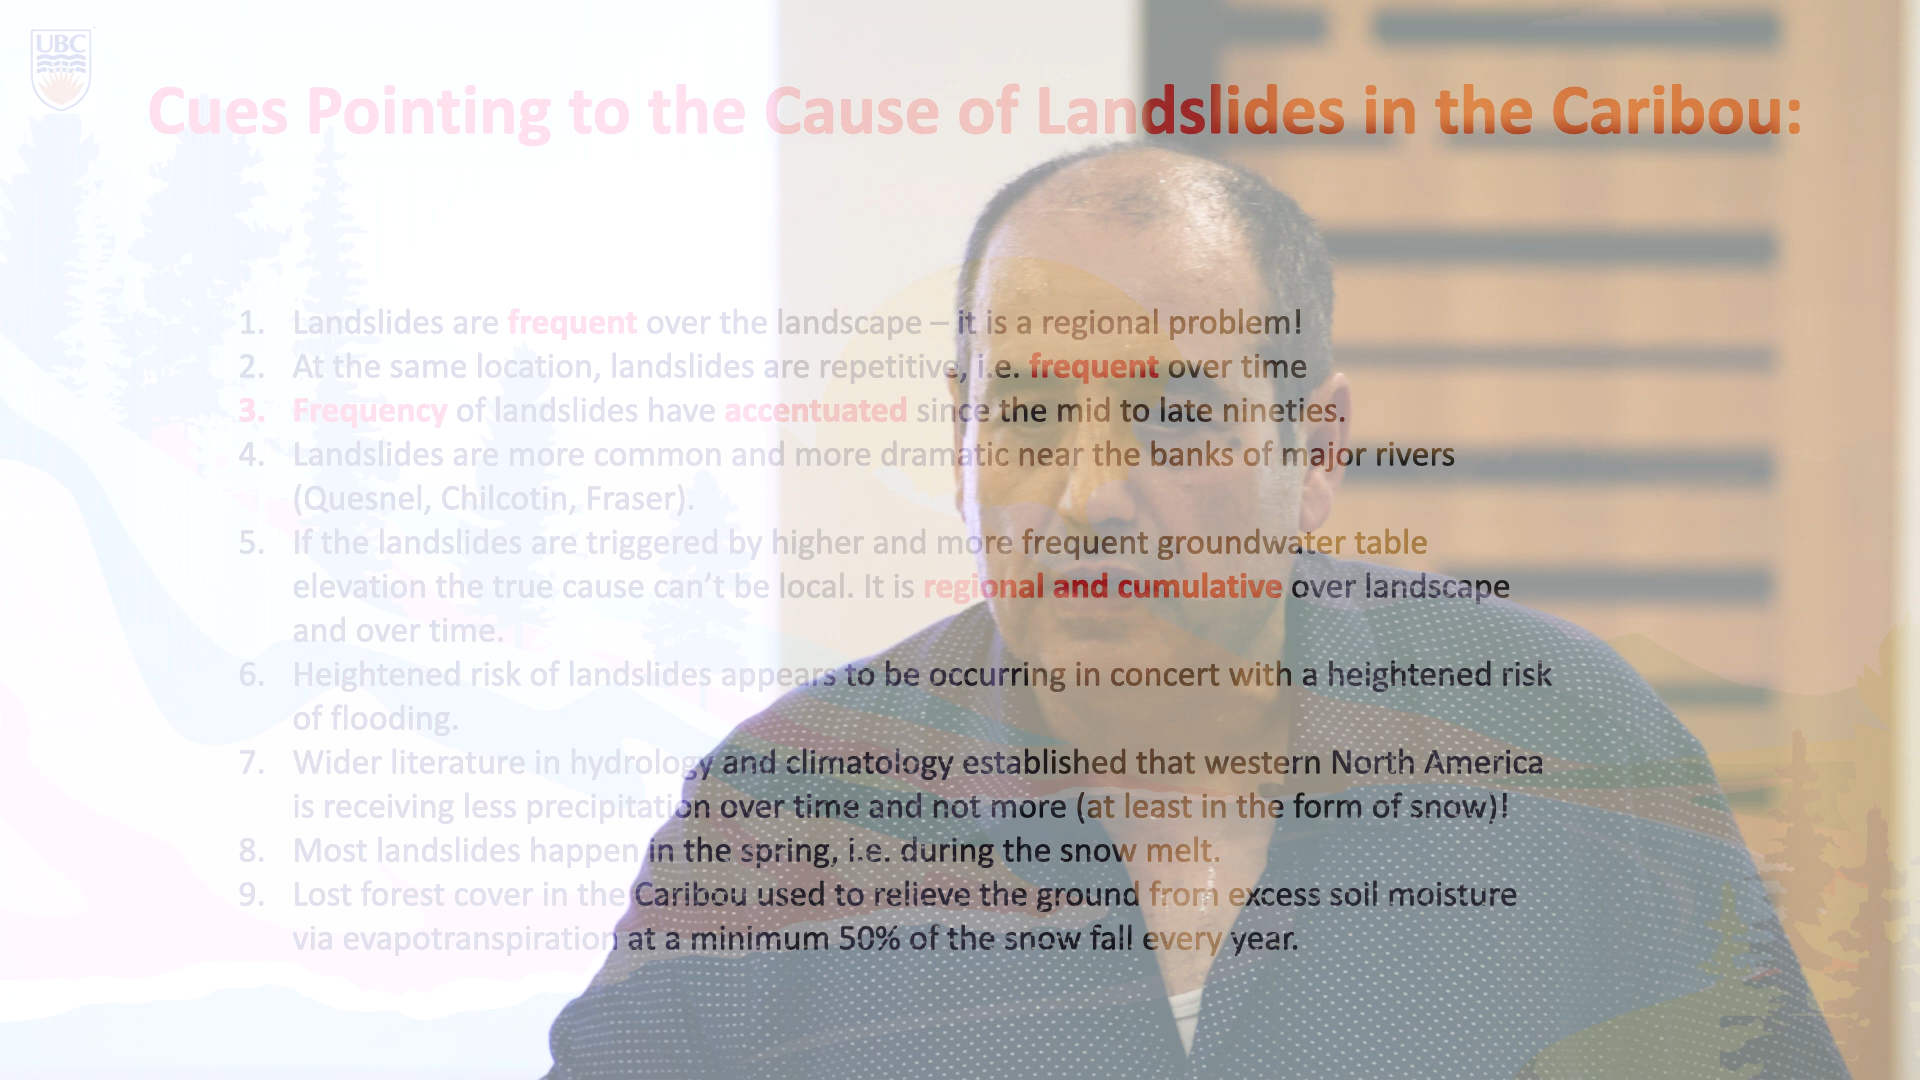 UBC
Cues Pointing to the Cause of Landslides in the Caribou:
1. Landslides are frequent over the landscape – it is a regional problem!
2. At the same location, landslides are repetitive, i.e. frequent over time
3. Frequency of landslides have accentuated since the mid to late nineties.
4. Landslides are more common and more dramatic near the banks of major rivers
(Quesnel, Chilcotin, Fraser).
5. If the landslides are triggered by higher and more frequent groundwater table
elevation the true cause can’t be local. It is regional and cumulative over landscape
and over time.
6. Heightened risk of landslides appears to be occurring in concert with a heightened risk
of flooding.
7. Wider literature in hydrology and climatology established that western North America
is receiving less precipitation over time and not more (at least in the form of snow)!
8. Most landslides happen in the spring, i.e. during the snow melt.
9. Lost forest cover in the Caribou used to relieve the ground from excess soil moisture
via evapotranspiration at a minimum 50% of the snow fall every year.